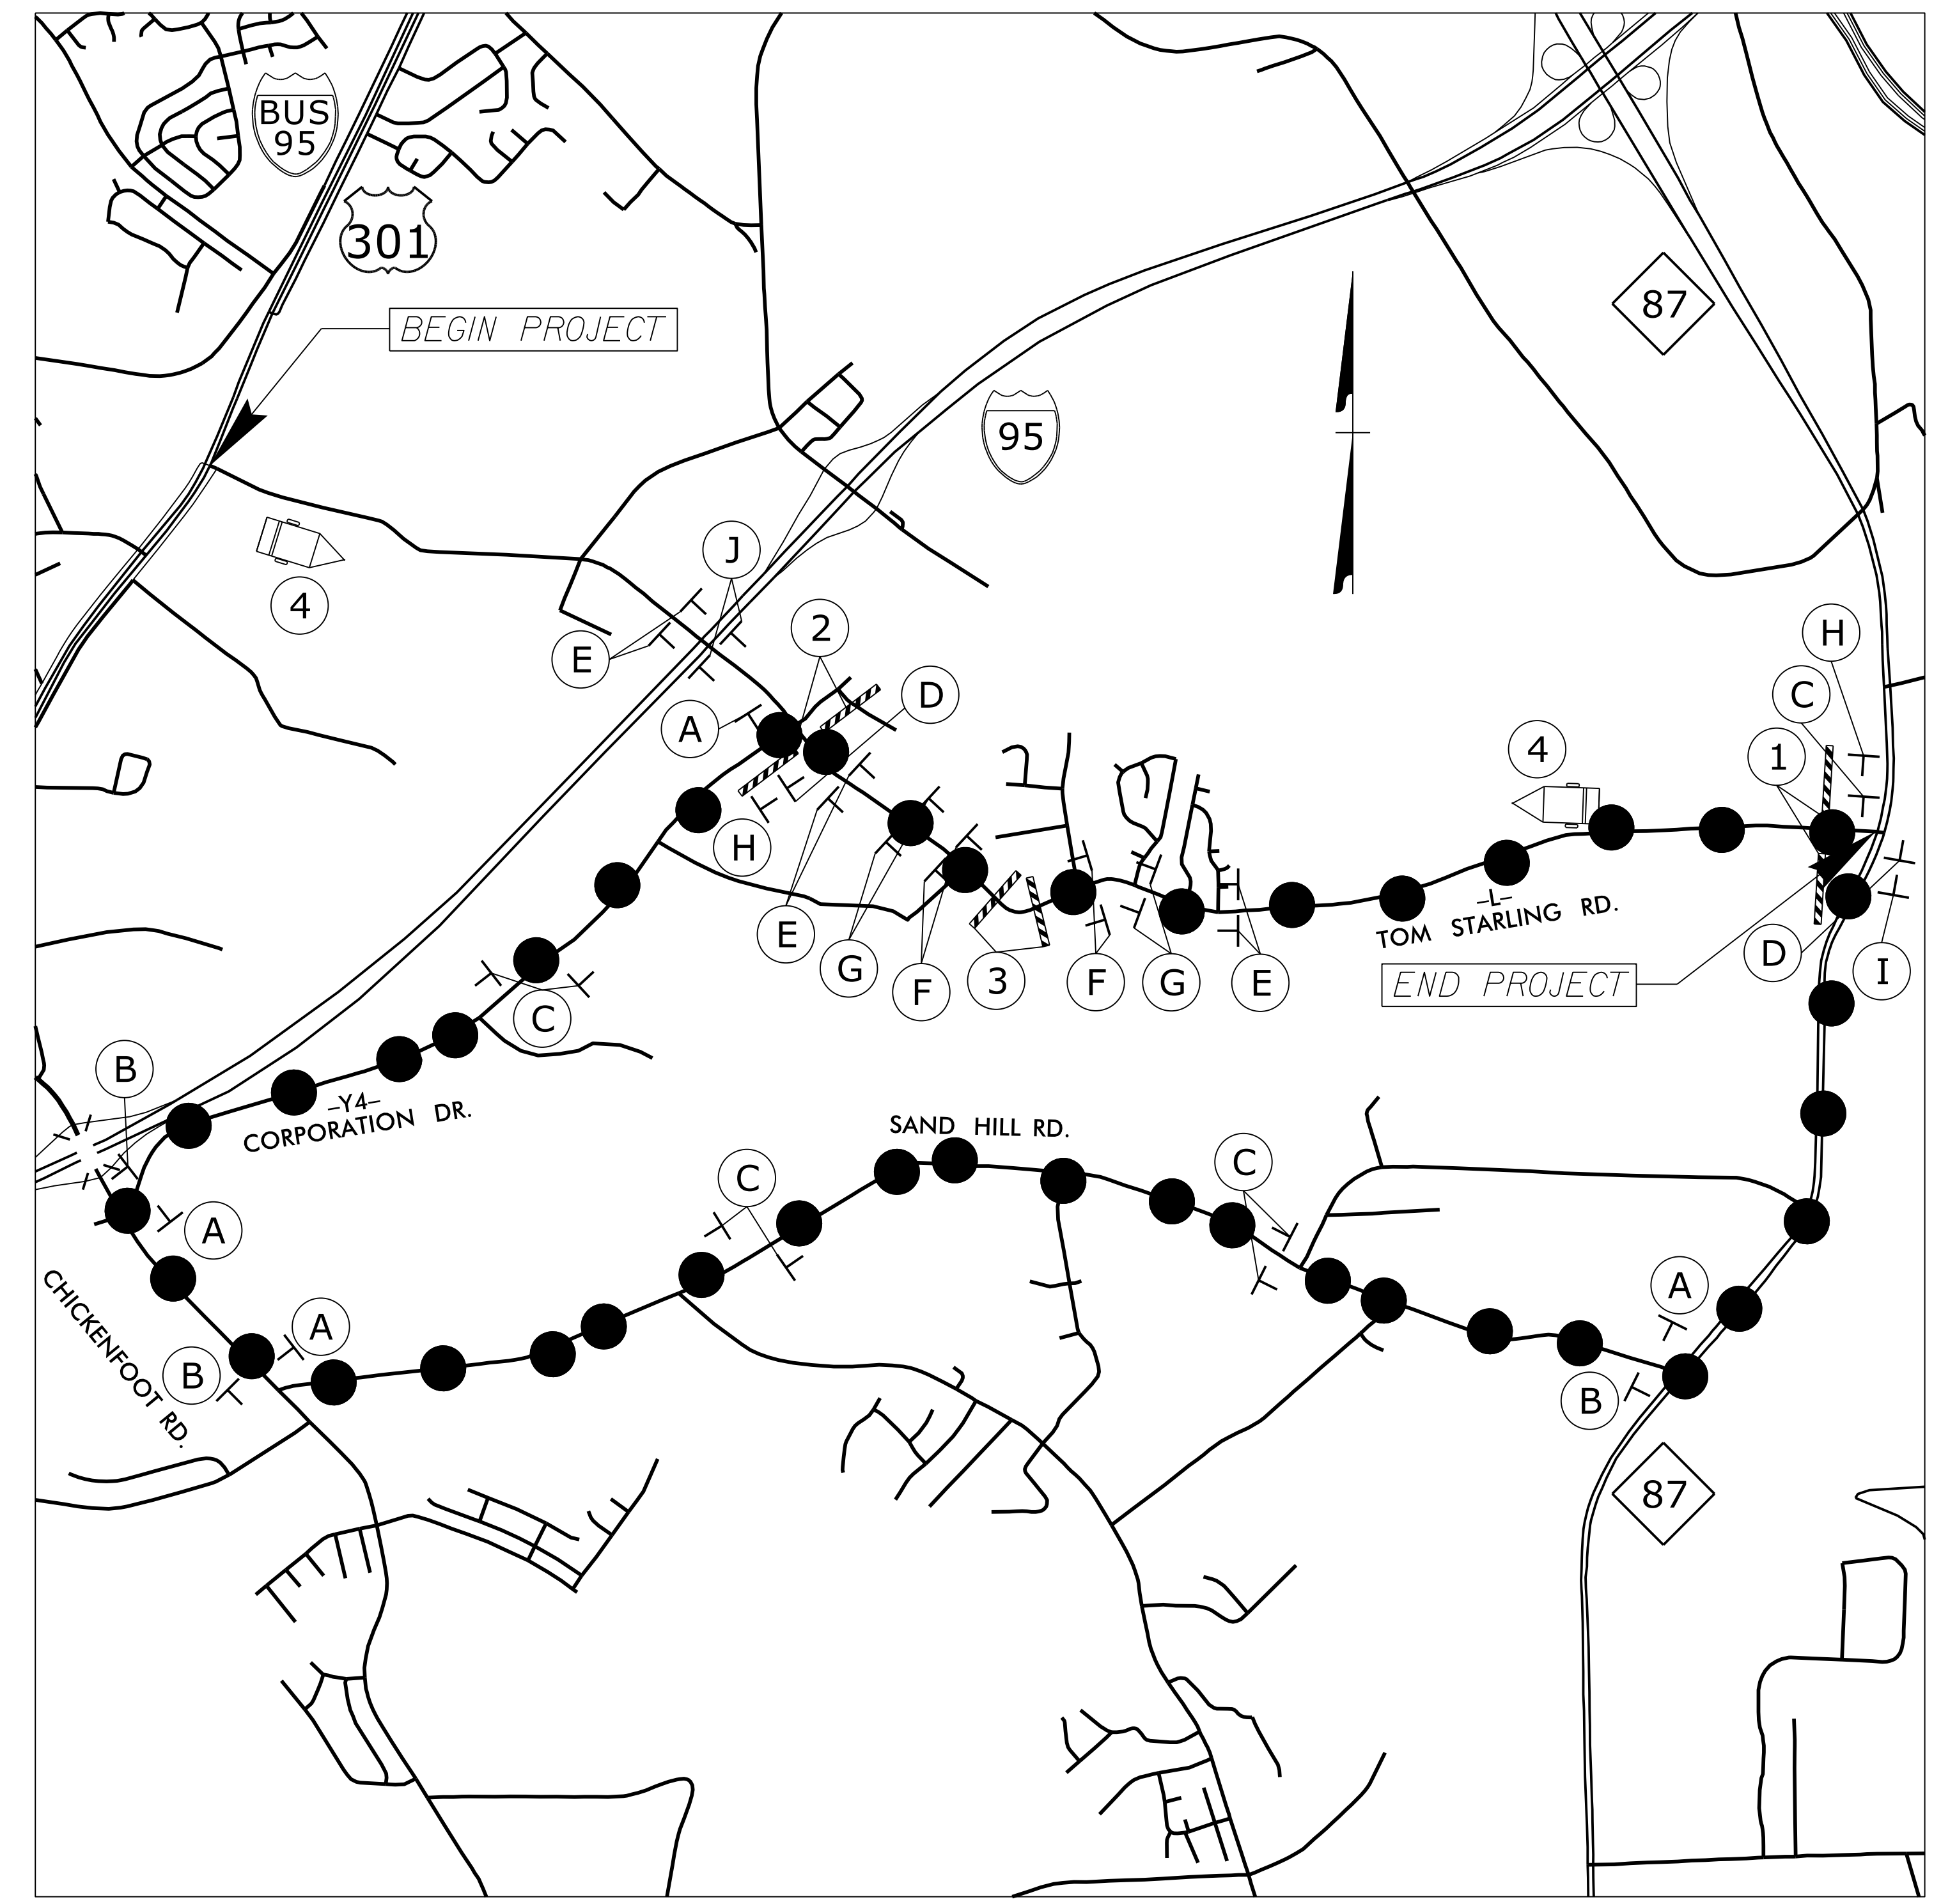 BUS
95
301
87
BEGIN PROJECT
95
J
4
2
H
E
D
C
A
4
1
H
-L-
TOM STARLING RD.
E
D
G
F
3
F
G
E
I
END PROJECT
C
B
-Y4-
CORPORATION DR.
SAND HILL RD.
C
C
A
A
A
B
B
CHICKENFOOT RD.
87